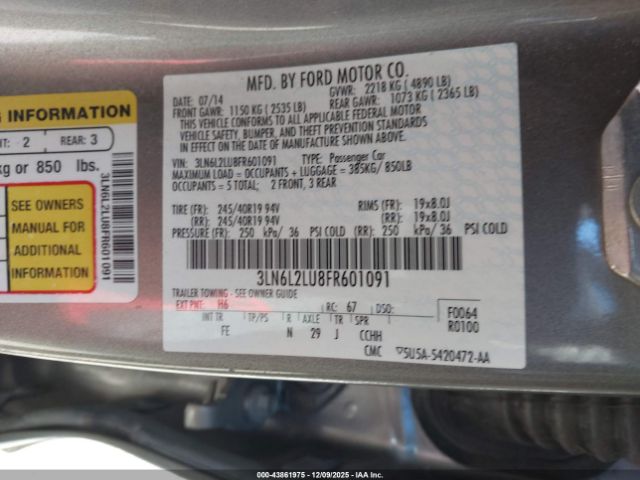 G INFORMATION
NT: 2 REAR: 3
kg or 850 lbs.
SEE OWNERS
MANUAL FOR
ADDITIONAL
INFORMATION
3LN6L2LU8FR601091
MFD. BY FORD MOTOR CO.
DATE: 07/14 GVWR: 2218 KG ( 4890 LB)
FRONT GAWR: 1150 KG ( 2535 LB) REAR GAWR: 1073 KG ( 2365 LB)
THIS VEHICLE CONFORMS TO ALL APPLICABLE FEDERAL MOTOR
VEHICLE SAFETY, BUMPER, AND THEFT PREVENTION STANDARDS
IN EFFECT ON THE DATE OF MANUFACTURE SHOWN ABOVE.
VIN: 3LN6L2LU8FR601091 TYPE: Passenger Car
MAXIMUM LOAD = OCCUPANTS + LUGGAGE = 385KG/ 850LB
OCCUPANTS = 5 TOTAL; 2 FRONT, 3 REAR
TIRE (FR): 245/40R19 94V RIMS (FR): 19x8.0J
(RR): 245/40R19 94V (RR): 19x8.0J
PRESSURE (FR): 250 kPa/ 36 PSI COLD (RR): 250 kPa/ 36 PSI COLD
3LN6L2LU8FR601091
TRAILER TOWING - SEE OWNER GUIDE
EXT PNT: H6 RC: 67 DSO: F0064
INT TR TP/PS R AXLE TR SPR R0100
FE N 29 J CCHH
CMC 5U5A-5420472-AA
000-43861975 - 12/09/2025 - IAAI, Inc.